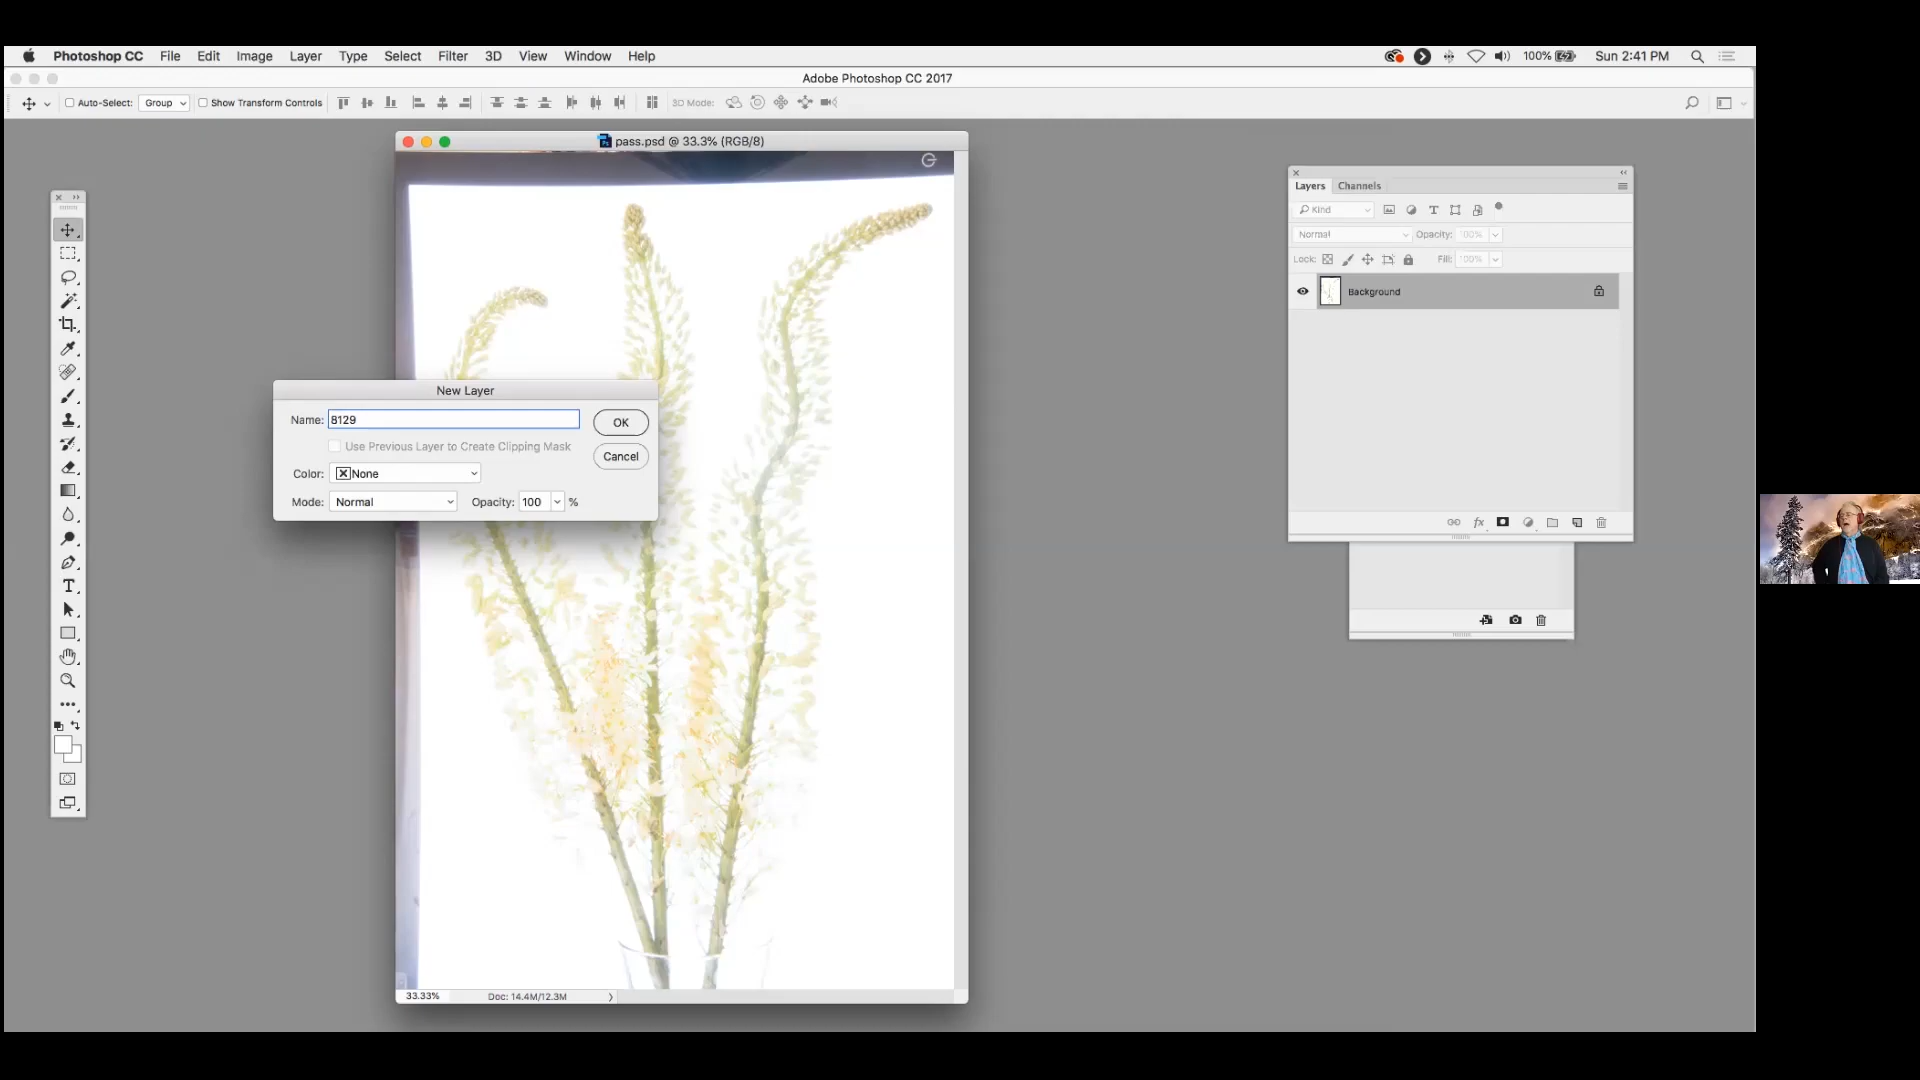 Photoshop CC File Edit Image Layer Type Select Filter 3D View Window Help 100% Sun 2:41 PM
Adobe Photoshop CC 2017
Auto-Select: Group Show Transform Controls 3D Mode:
pass.psd @ 33.3% (RGB/8)
Layers Channels
Kind
Normal Opacity: 100%
Lock: Fill: 100%
Background
fx
New Layer
Name: 8129
OK
Use Previous Layer to Create Clipping Mask
Cancel
Color: None
Mode: Normal Opacity: 100 %
33.33% Doc: 14.4M/12.3M